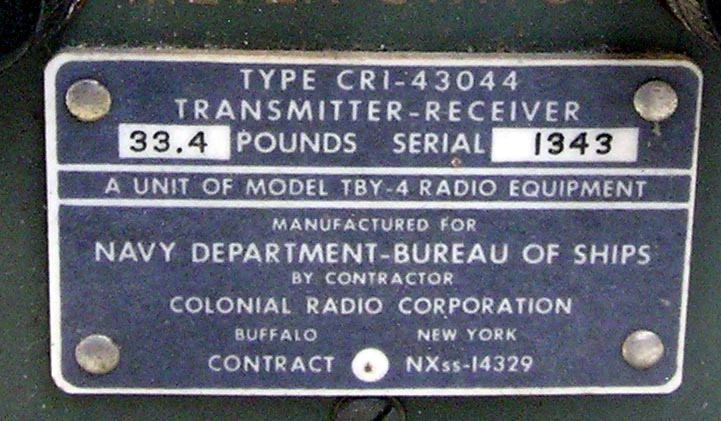 TYPE CRI-43044
TRANSMITTER-RECEIVER
33.4 POUNDS SERIAL 1343
A UNIT OF MODEL TBY-4 RADIO EQUIPMENT
MANUFACTURED FOR
NAVY DEPARTMENT-BUREAU OF SHIPS
BY CONTRACTOR
COLONIAL RADIO CORPORATION
BUFFALO NEW YORK
CONTRACT NXss-14329